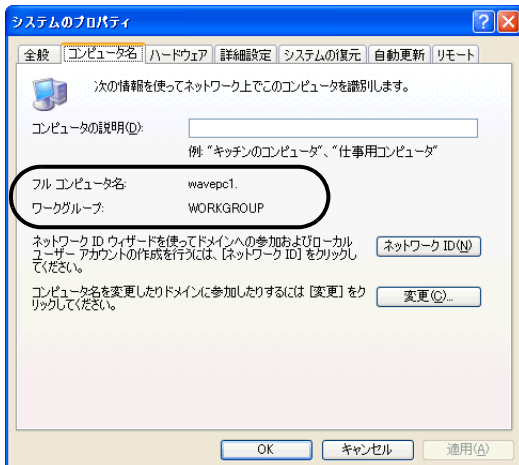 システムのプロパティ
全般 コンピュータ名 ハードウェア 詳細設定 システムの復元 自動更新 リモート
次の情報を使ってネットワーク上でこのコンピュータを識別します。
コンピュータの説明(D):
例: "キッチンのコンピュータ"、"仕事用コンピュータ"
フル コンピュータ名: wavepc1.
ワークグループ: WORKGROUP
ネットワーク ID ウィザードを使ってドメインへの参加およびローカル
ユーザー アカウントの作成を行うには、[ネットワーク ID] をクリックし
てください。
ネットワーク ID(N)
コンピュータ名を変更したりドメインに参加したりするには [変更] をク
リックしてください。
変更(C)...
OK キャンセル 適用(A)